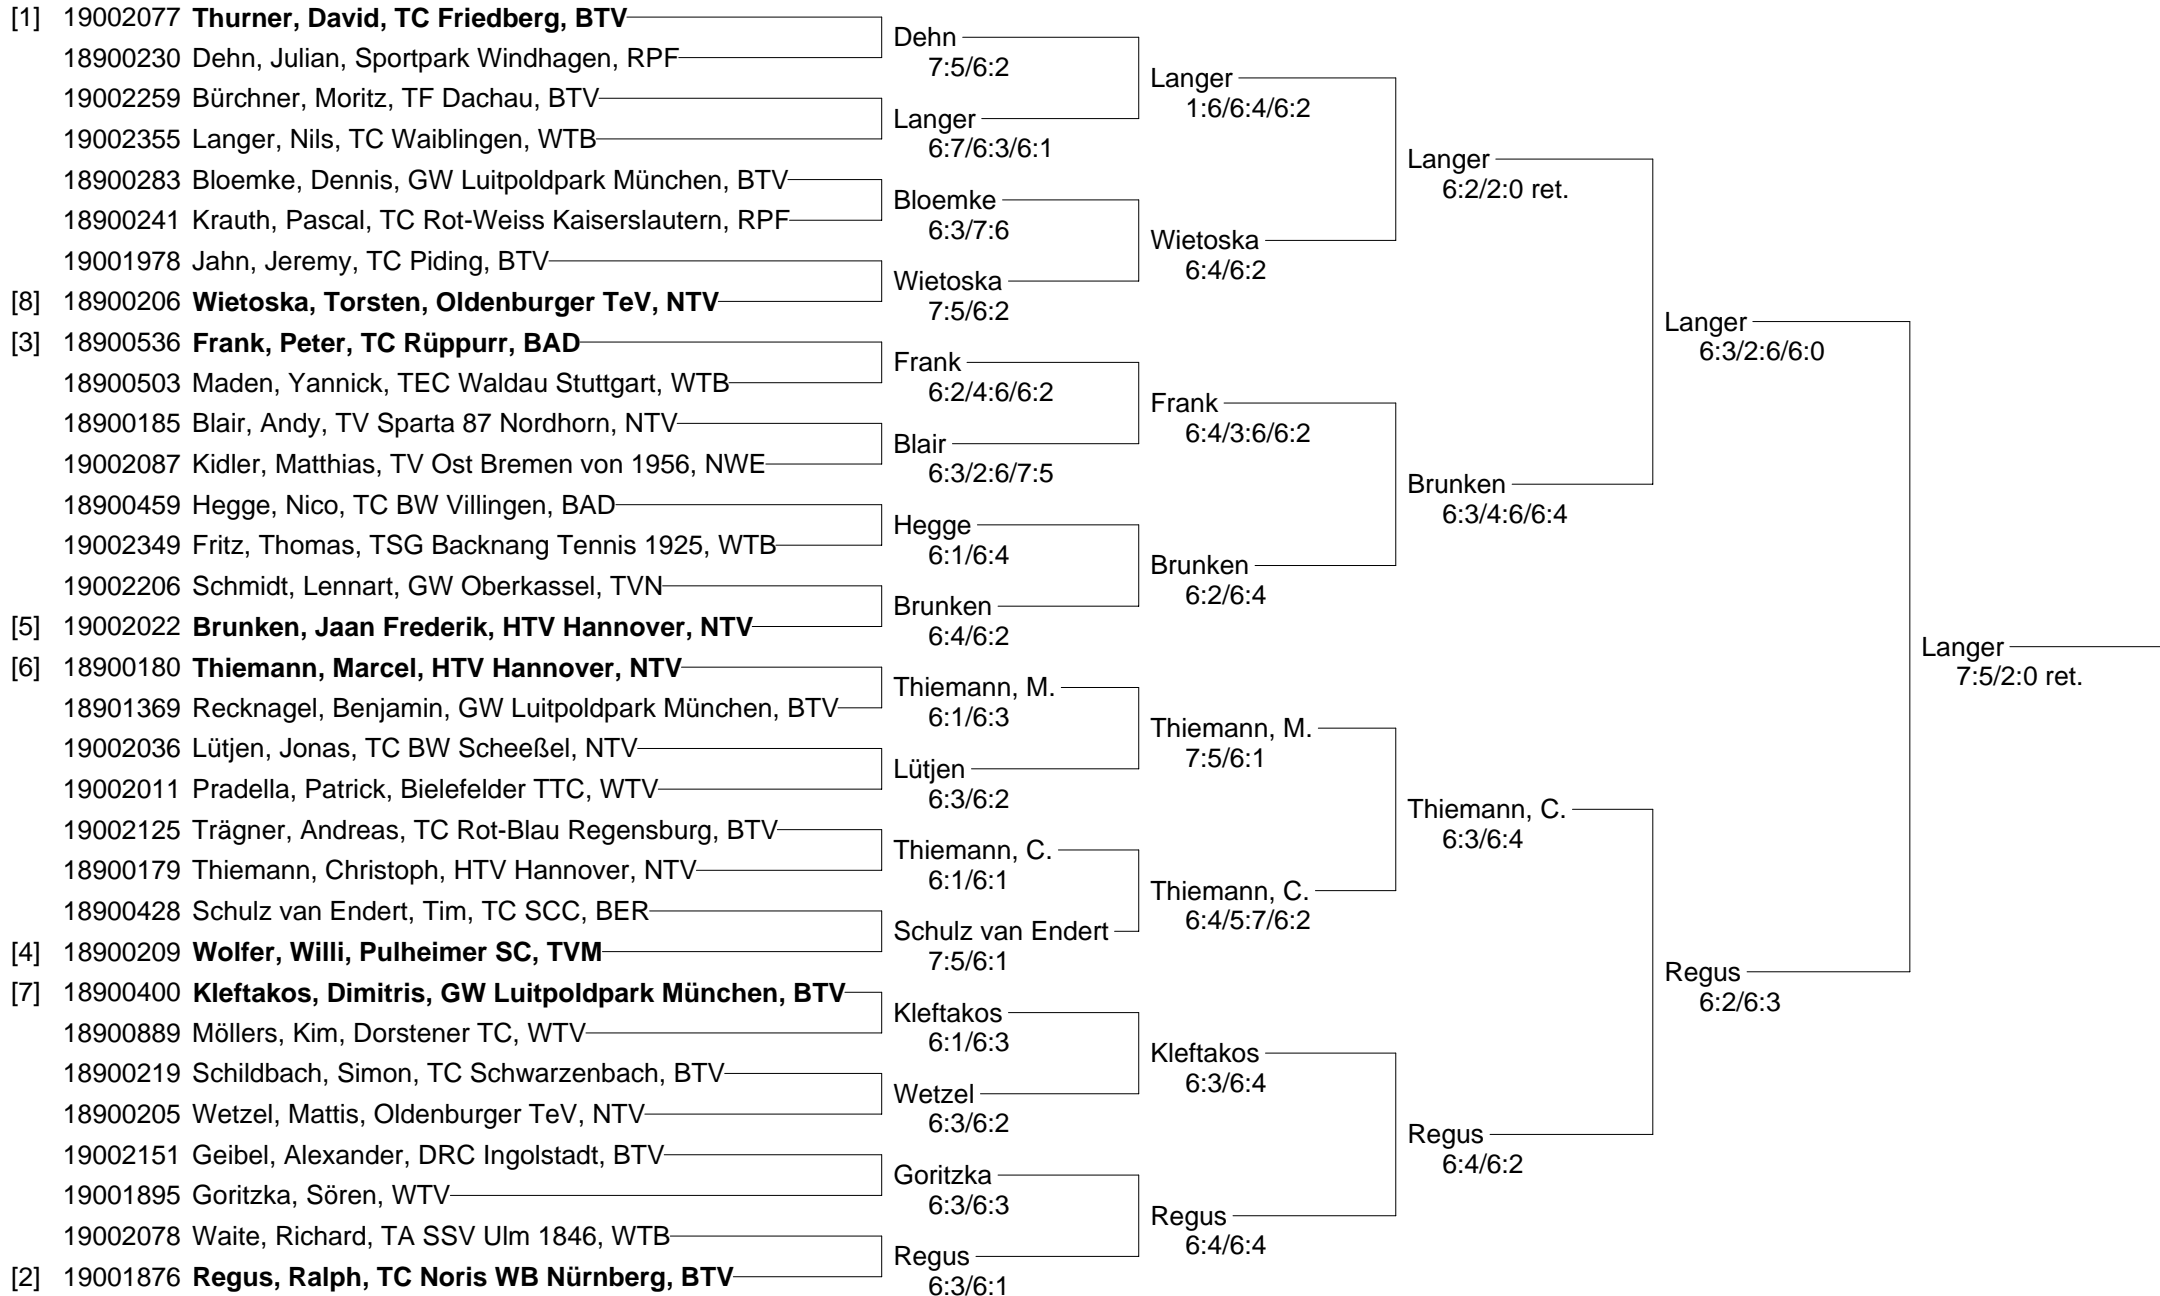 [1] 19002077 Thurner, David, TC Friedberg, BTV
18900230 Dehn, Julian, Sportpark Windhagen, RPF
19002259 Bürchner, Moritz, TF Dachau, BTV
19002355 Langer, Nils, TC Waiblingen, WTB
18900283 Bloemke, Dennis, GW Luitpoldpark München, BTV
18900241 Krauth, Pascal, TC Rot-Weiss Kaiserslautern, RPF
19001978 Jahn, Jeremy, TC Piding, BTV
[8] 18900206 Wietoska, Torsten, Oldenburger TeV, NTV
[3] 18900536 Frank, Peter, TC Rüppurr, BAD
18900503 Maden, Yannick, TEC Waldau Stuttgart, WTB
18900185 Blair, Andy, TV Sparta 87 Nordhorn, NTV
19002087 Kidler, Matthias, TV Ost Bremen von 1956, NWE
18900459 Hegge, Nico, TC BW Villingen, BAD
19002349 Fritz, Thomas, TSG Backnang Tennis 1925, WTB
19002206 Schmidt, Lennart, GW Oberkassel, TVN
[5] 19002022 Brunken, Jaan Frederik, HTV Hannover, NTV
[6] 18900180 Thiemann, Marcel, HTV Hannover, NTV
18901369 Recknagel, Benjamin, GW Luitpoldpark München, BTV
19002036 Lütjen, Jonas, TC BW Scheeßel, NTV
19002011 Pradella, Patrick, Bielefelder TTC, WTV
19002125 Trägner, Andreas, TC Rot-Blau Regensburg, BTV
18900179 Thiemann, Christoph, HTV Hannover, NTV
18900428 Schulz van Endert, Tim, TC SCC, BER
[4] 18900209 Wolfer, Willi, Pulheimer SC, TVM
[7] 18900400 Kleftakos, Dimitris, GW Luitpoldpark München, BTV
18900889 Möllers, Kim, Dorstener TC, WTV
18900219 Schildbach, Simon, TC Schwarzenbach, BTV
18900205 Wetzel, Mattis, Oldenburger TeV, NTV
19002151 Geibel, Alexander, DRC Ingolstadt, BTV
19001895 Goritzka, Sören, WTV
19002078 Waite, Richard, TA SSV Ulm 1846, WTB
[2] 19001876 Regus, Ralph, TC Noris WB Nürnberg, BTV
Dehn
7:5/6:2
Langer
6:7/6:3/6:1
Bloemke
6:3/7:6
Wietoska
7:5/6:2
Frank
6:2/4:6/6:2
Blair
6:3/2:6/7:5
Hegge
6:1/6:4
Brunken
6:4/6:2
Thiemann, M.
6:1/6:3
Lütjen
6:3/6:2
Thiemann, C.
6:1/6:1
Schulz van Endert
7:5/6:1
Kleftakos
6:1/6:3
Wetzel
6:3/6:2
Goritzka
6:3/6:3
Regus
6:3/6:1
Langer
1:6/6:4/6:2
Wietoska
6:4/6:2
Frank
6:4/3:6/6:2
Brunken
6:2/6:4
Thiemann, M.
7:5/6:1
Thiemann, C.
6:4/5:7/6:2
Kleftakos
6:3/6:4
Regus
6:4/6:4
Langer
6:2/2:0 ret.
Brunken
6:3/4:6/6:4
Thiemann, C.
6:3/6:4
Regus
6:4/6:2
Langer
6:3/2:6/6:0
Regus
6:2/6:3
Langer
7:5/2:0 ret.